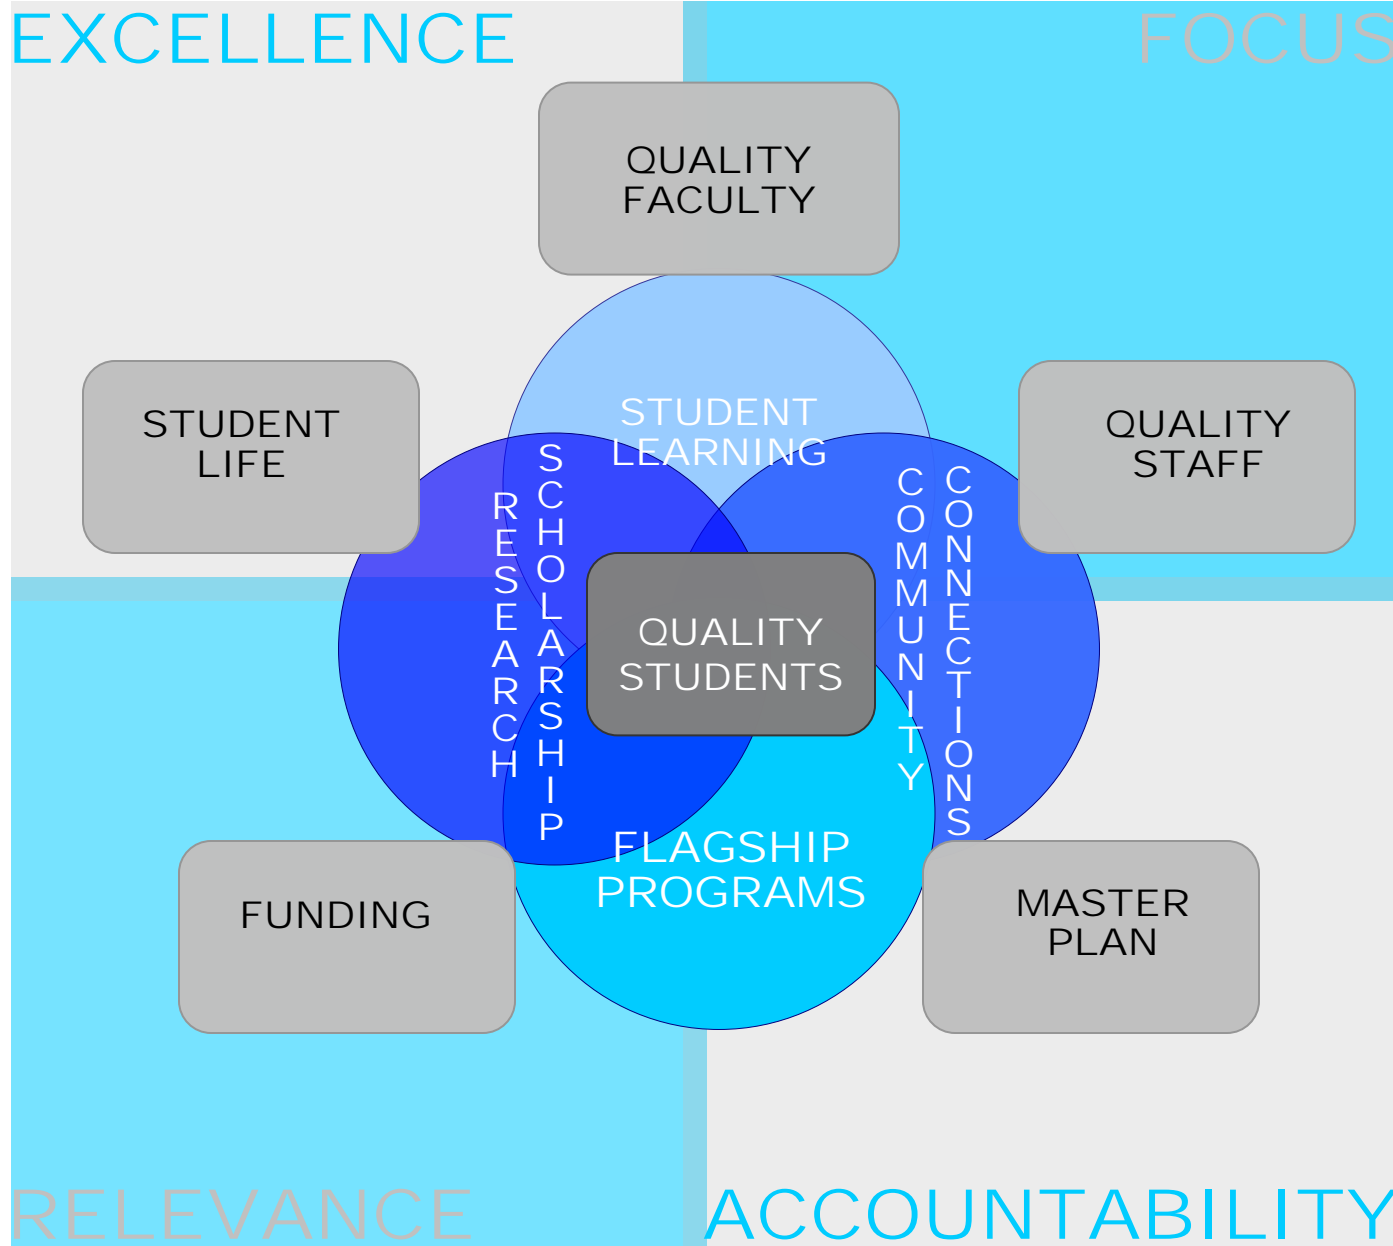 EXCELLENCE
FOCUS
QUALITY
FACULTY
STUDENT
LIFE
STUDENT
LEARNING
QUALITY
STAFF
RESEARCH
SCHOLARSHIP
QUALITY
STUDENTS
COMMUNITY
CONNECTIONS
FLAGSHIP
PROGRAMS
FUNDING
MASTER
PLAN
RELEVANCE
ACCOUNTABILITY